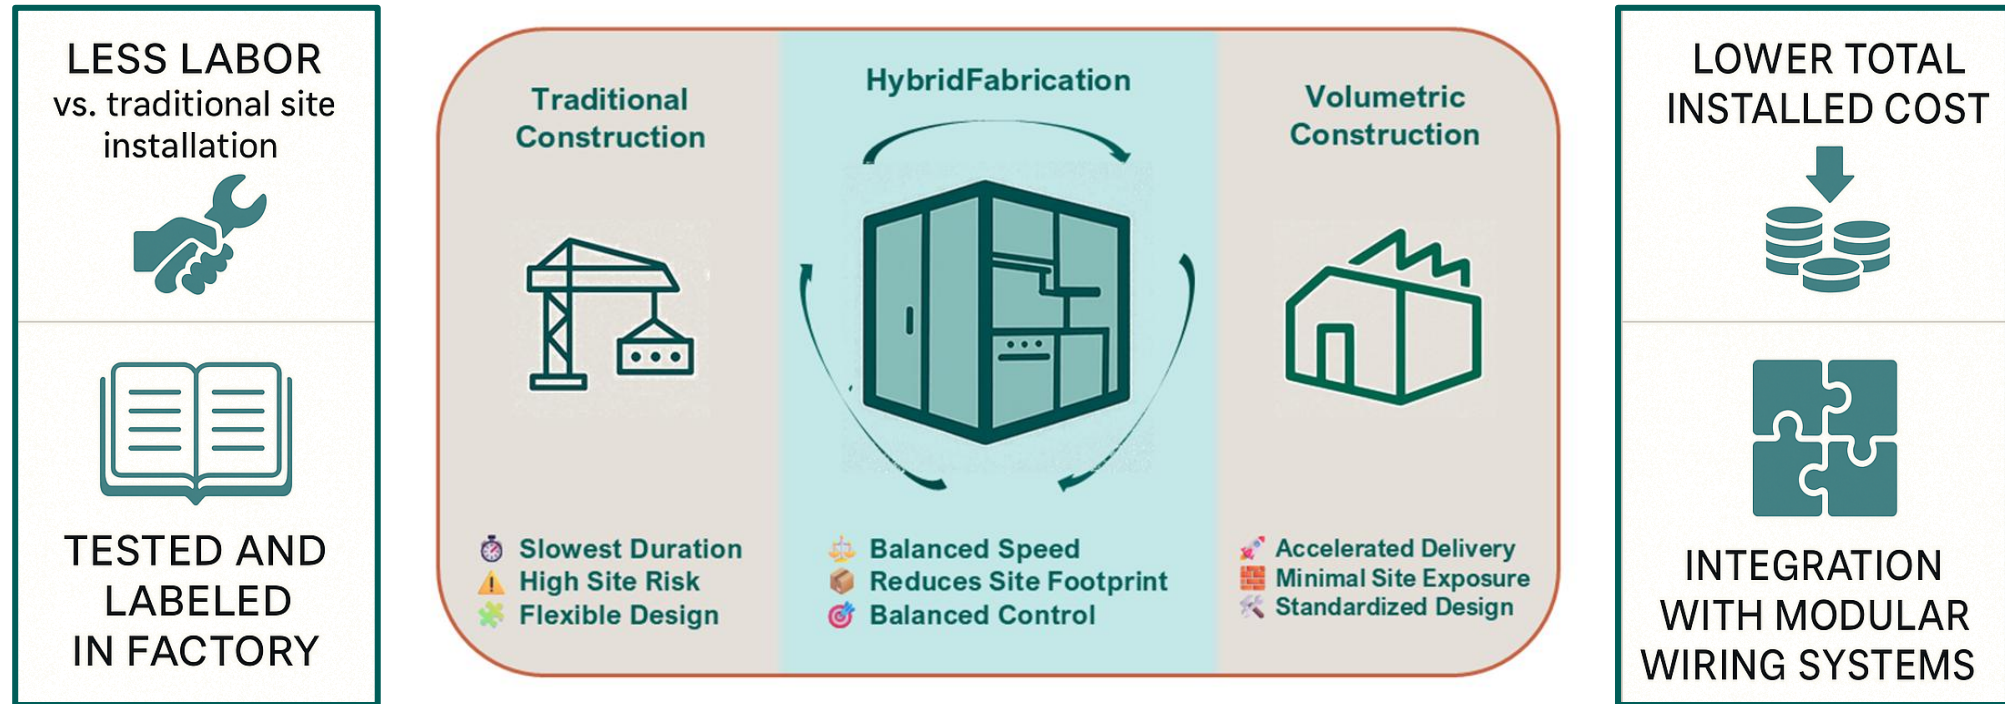 LESS LABOR
vs. traditional site
installation
TESTED AND
LABELED
IN FACTORY
Traditional
Construction
Slowest Duration
High Site Risk
Flexible Design
HybridFabrication
Balanced Speed
Reduces Site Footprint
Balanced Control
Volumetric
Construction
Accelerated Delivery
Minimal Site Exposure
Standardized Design
LOWER TOTAL
INSTALLED COST
INTEGRATION
WITH MODULAR
WIRING SYSTEMS